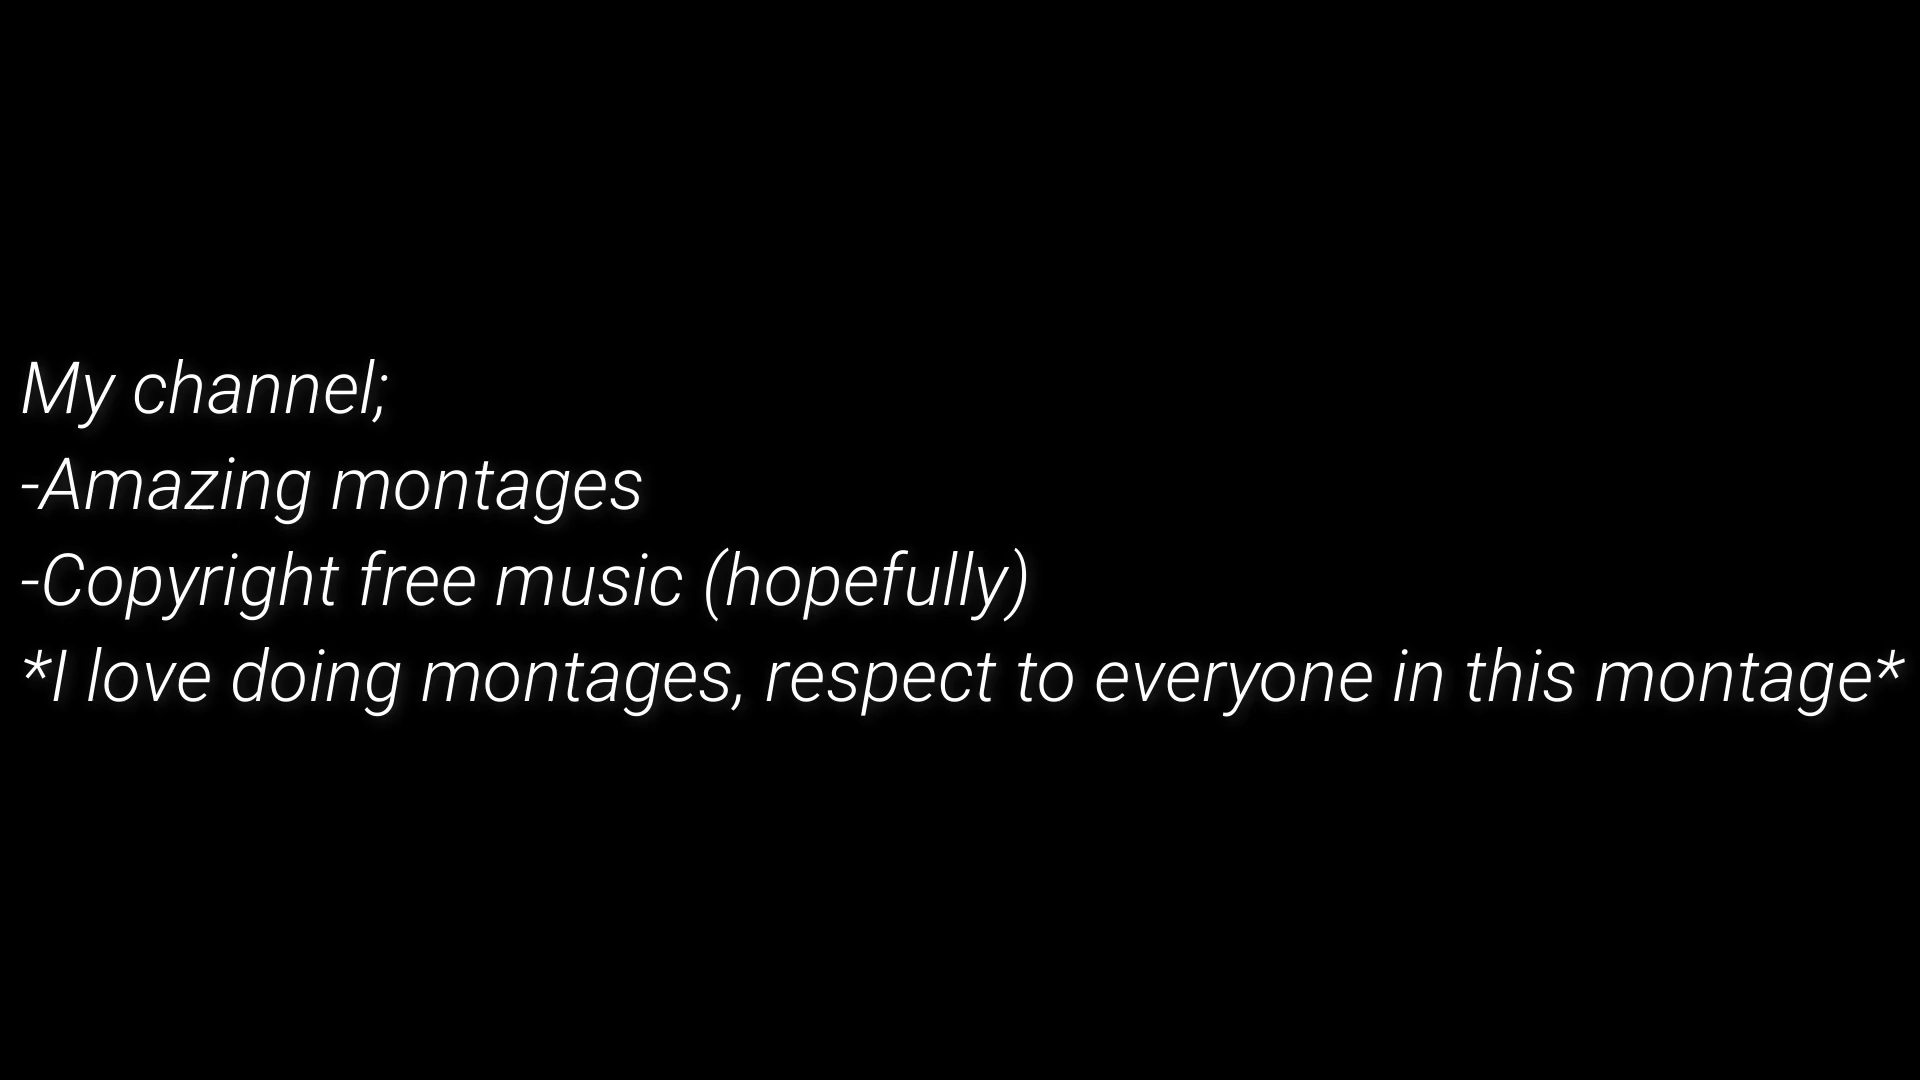 My channel;
-Amazing montages
-Copyright free music (hopefully)
*I love doing montages, respect to everyone in this montage*